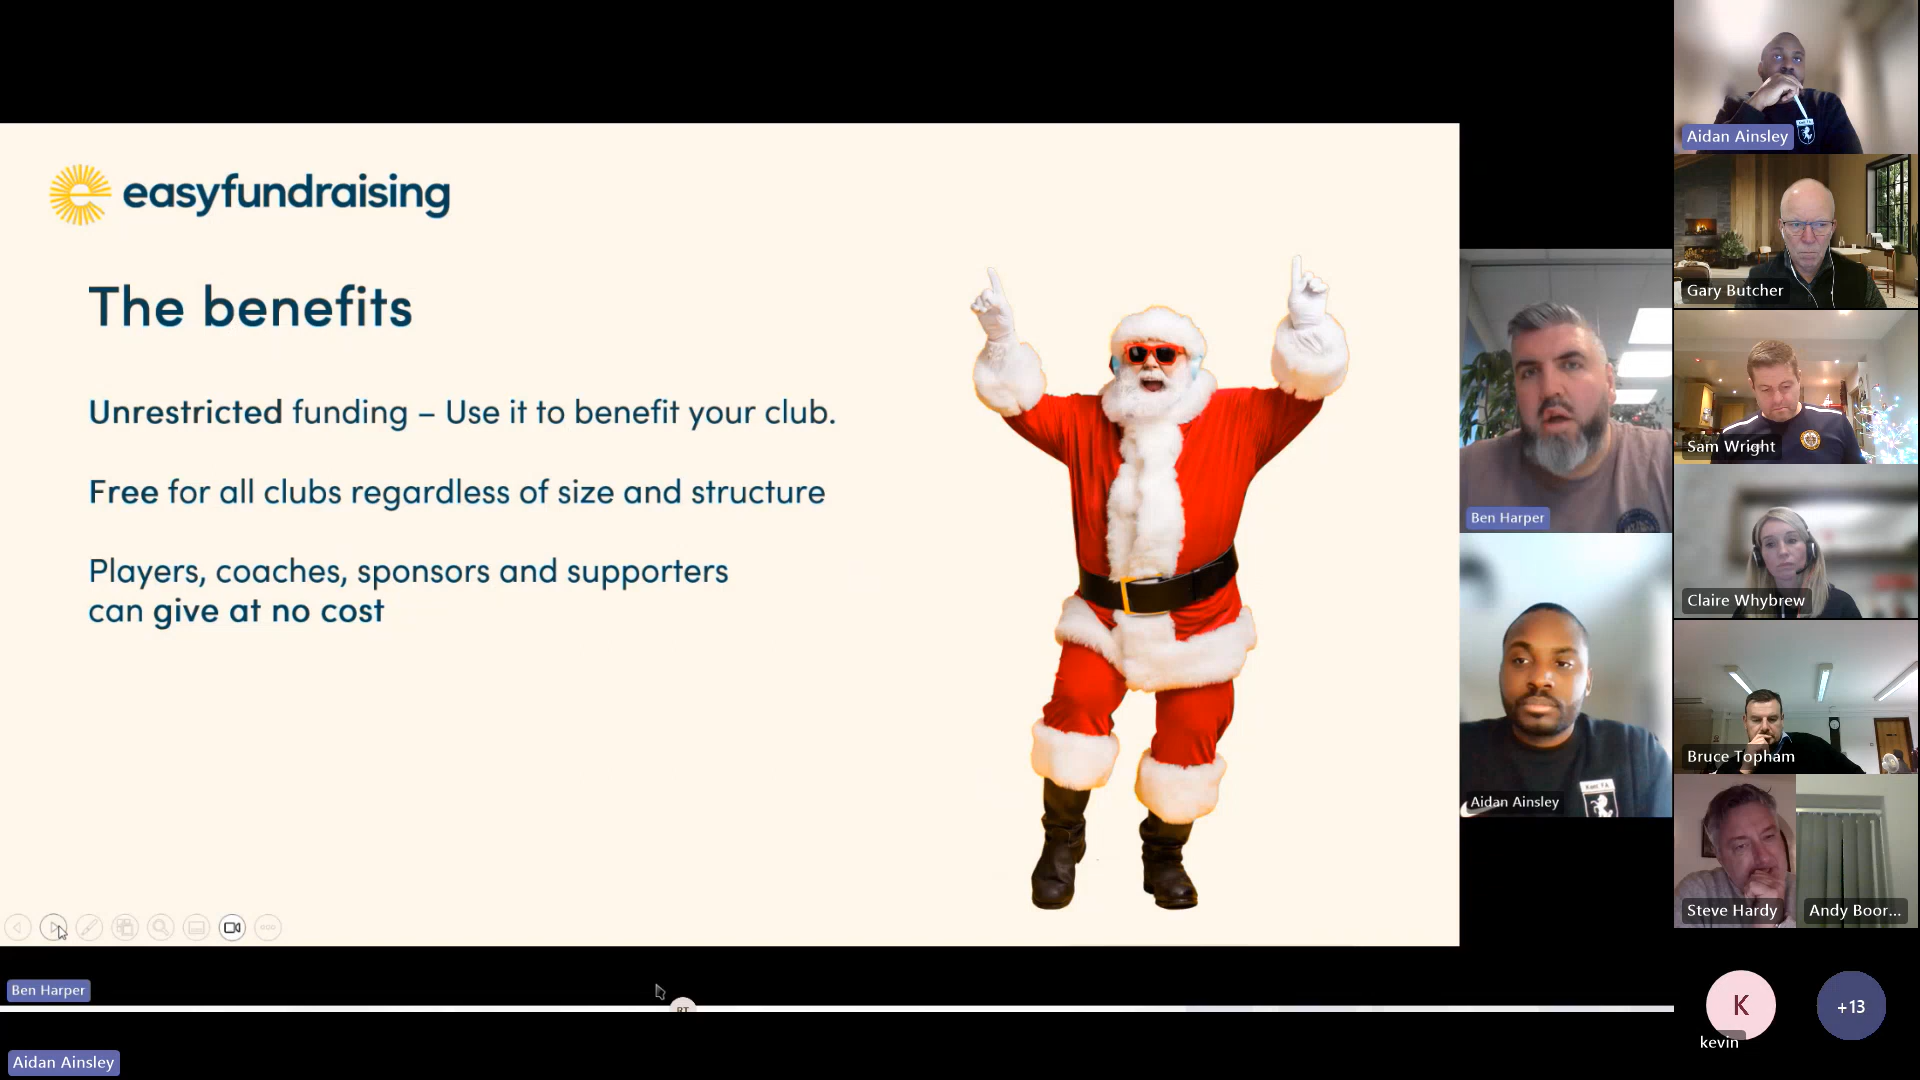 easyfundraising
The benefits
Unrestricted funding – Use it to benefit your club.
Free for all clubs regardless of size and structure
Players, coaches, sponsors and supporters
can give at no cost
Ben Harper
Aidan Ainsley
Ben Harper
Aidan Ainsley
Aidan Ainsley
Gary Butcher
Sam Wright
Claire Whybrew
Bruce Topham
Steve Hardy
Andy Boor...
K
kevin
+13